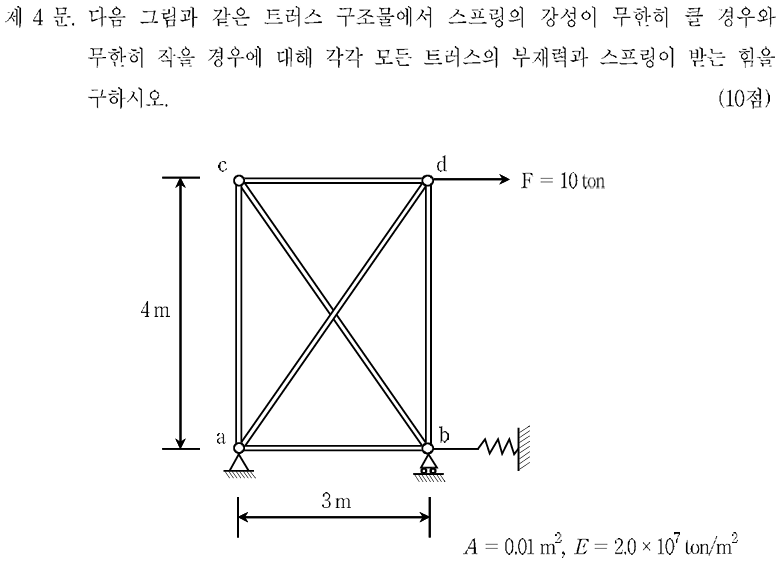 제 4 문. 다음 그림과 같은 트러스 구조물에서 스프링의 강성이 무한히 클 경우와
무한히 작을 경우에 대해 각각 모든 트러스의 부재력과 스프링이 받는 힘을
구하시오. (10점)
c d
F = 10 ton
4 m
a b
3 m
A = 0.01 m², E = 2.0 × 10⁷ ton/m²